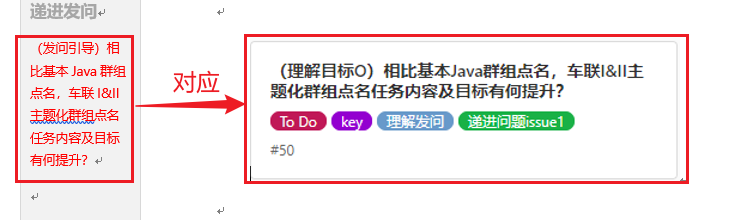 递进发问
（发问引导）相
比基本 Java 群组
点名，车联 I&II
主题化群组点名
任务内容及目标
有何提升？
对应
（理解目标O）相比基本Java群组点名，车联I&II主
题化群组点名任务内容及目标有何提升？
To Do key 理解发问 递进问题issue1
#50